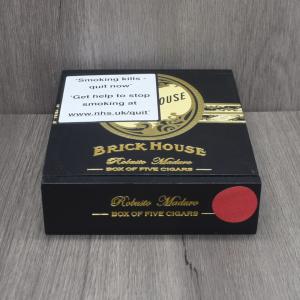 'Smoking kills -
quit now'
'Get help to stop
smoking at
www.nhs.uk/quit'
HOUSE
BRICK HOUSE
Robusto Maduro
BOX OF FIVE CIGARS
Robusto Maduro
BOX OF FIVE CIGARS